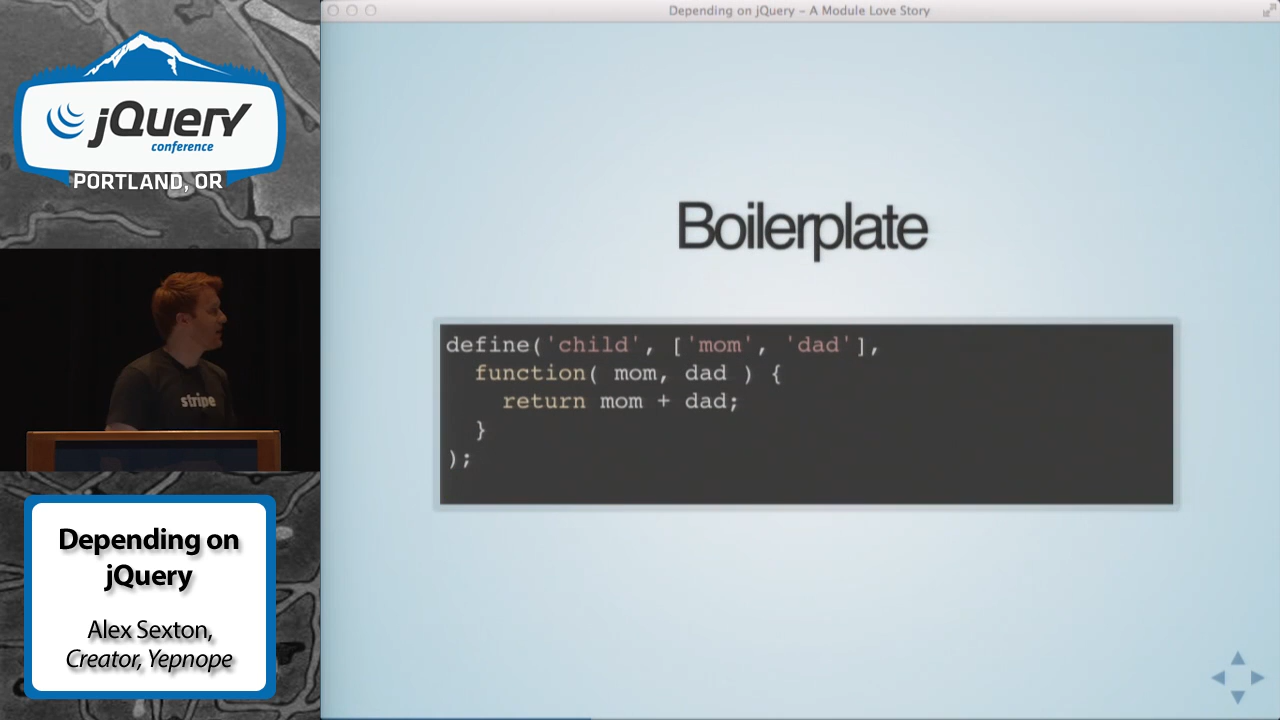 Depending on jQuery – A Module Love Story
jQuery
conference
PORTLAND, OR
Boilerplate
define('child', ['mom', 'dad'],
  function( mom, dad ) {
    return mom + dad;
  }
);
stripe
Depending on
jQuery
Alex Sexton,
Creator, Yepnope